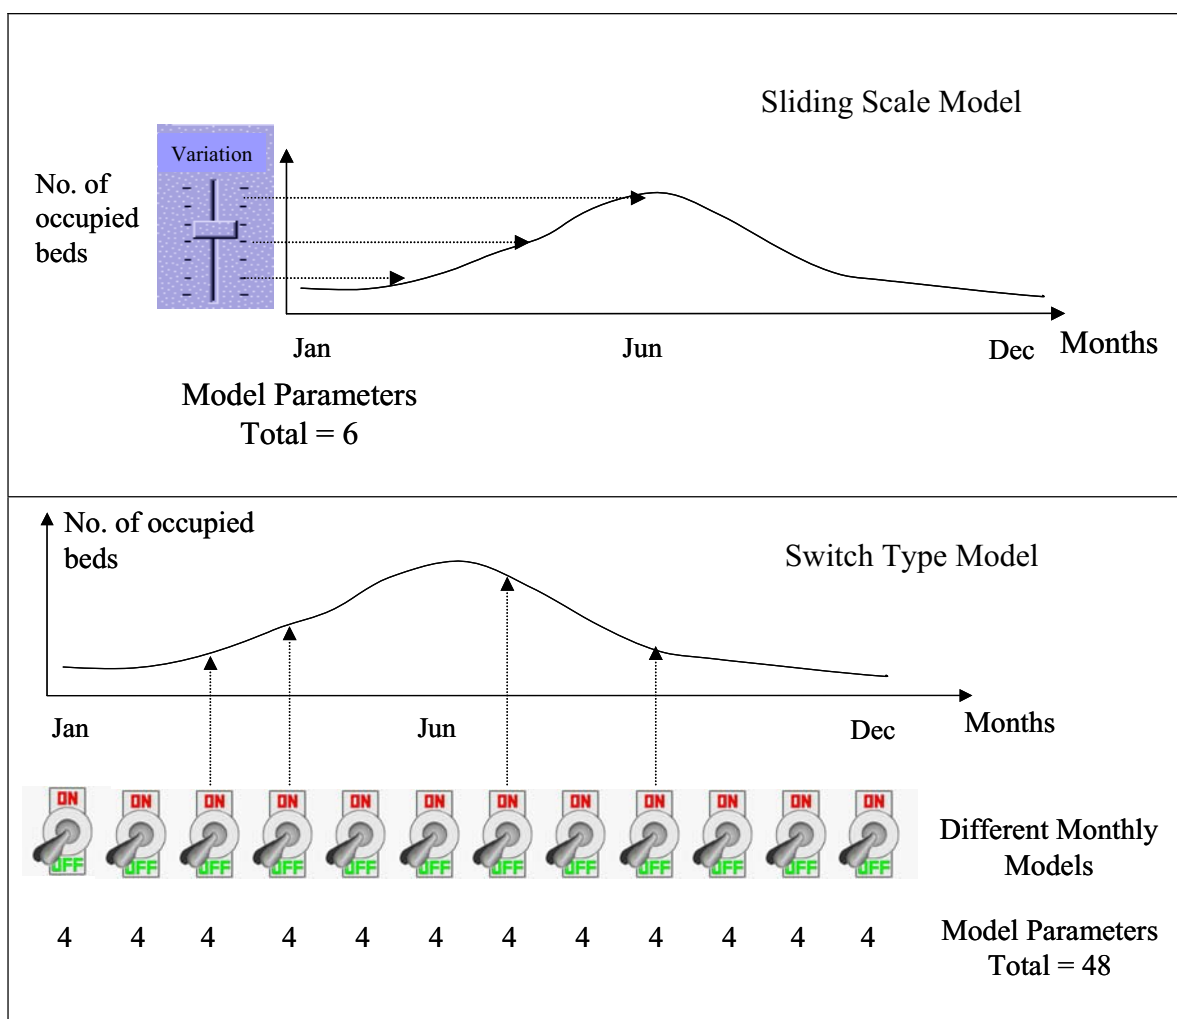 Sliding Scale Model
Variation
No. of
occupied
beds
Jan
Jun
Dec
Months
Model Parameters
Total = 6
No. of occupied
beds
Switch Type Model
Jan
Jun
Dec
Months
ON ON ON ON ON ON ON ON ON ON ON ON
OFF OFF OFF OFF OFF OFF OFF OFF OFF OFF OFF OFF
Different Monthly
Models
4 4 4 4 4 4 4 4 4 4 4 4
Model Parameters
Total = 48